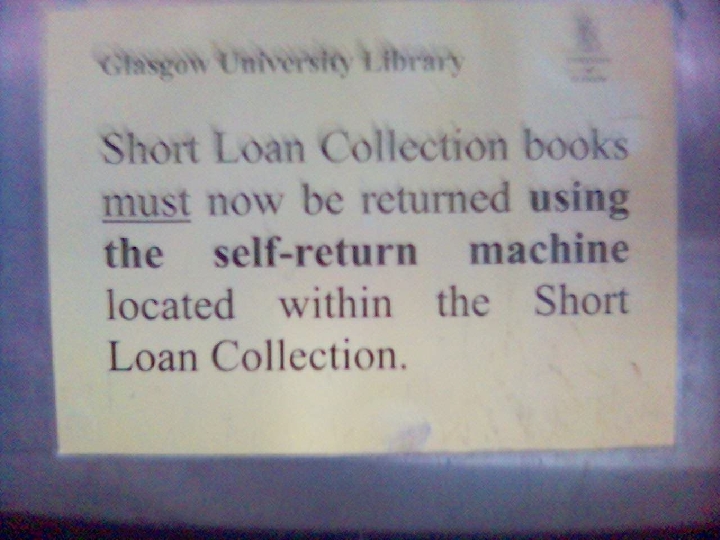 Glasgow University Library
Short Loan Collection books
must now be returned using
the self-return machine
located within the Short
Loan Collection.